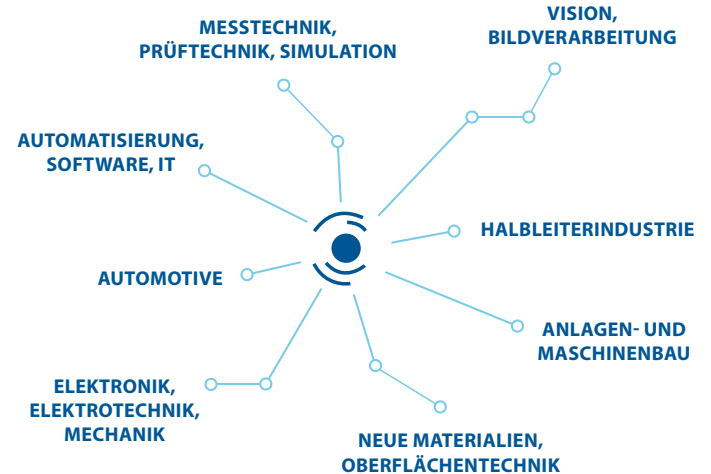 MESSTECHNIK,
PRÜFTECHNIK, SIMULATION
VISION,
BILDVERARBEITUNG
AUTOMATISIERUNG,
SOFTWARE, IT
HALBLEITERINDUSTRIE
AUTOMOTIVE
ANLAGEN- UND
MASCHINENBAU
ELEKTRONIK,
ELEKTROTECHNIK,
MECHANIK
NEUE MATERIALIEN,
OBERFLÄCHENTECHNIK